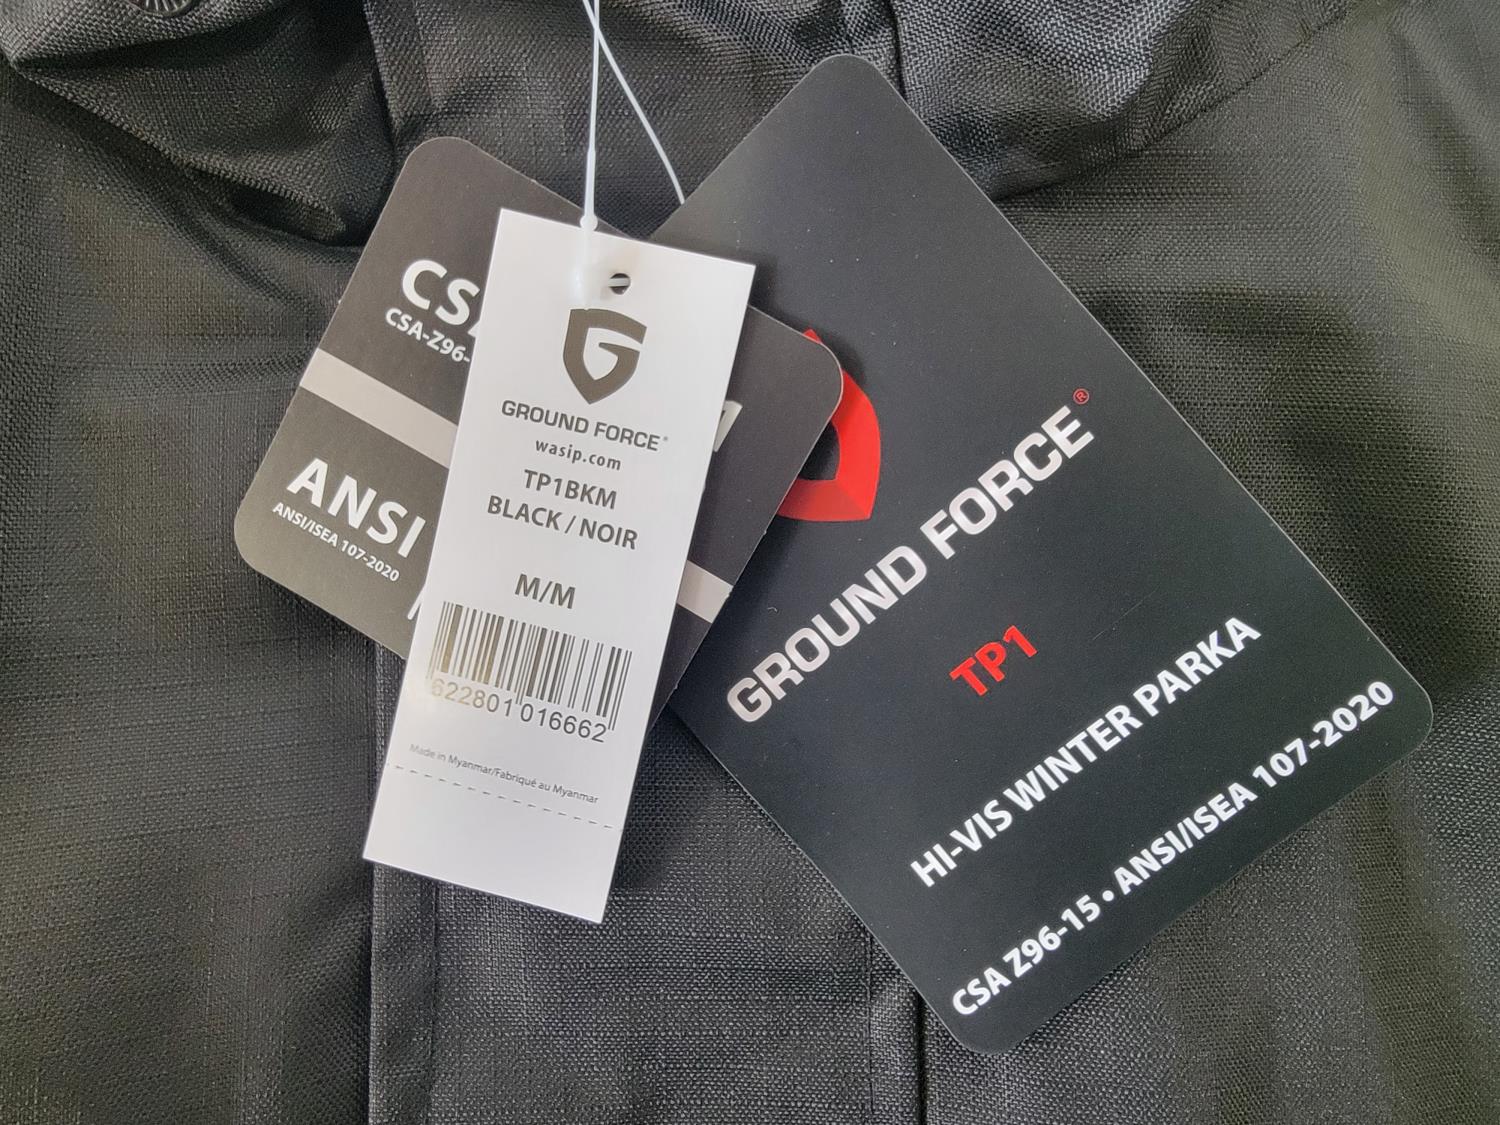 CSA-Z96-
ANSI
ANSI/ISEA 107-2020
GROUND FORCE®
wasip.com
TP1BKM
BLACK / NOIR
M/M
622801 016662
Made in Myanmar/Fabriqué au Myanmar
GROUND FORCE®
TP1
HI-VIS WINTER PARKA
CSA Z96-15 • ANSI/ISEA 107-2020